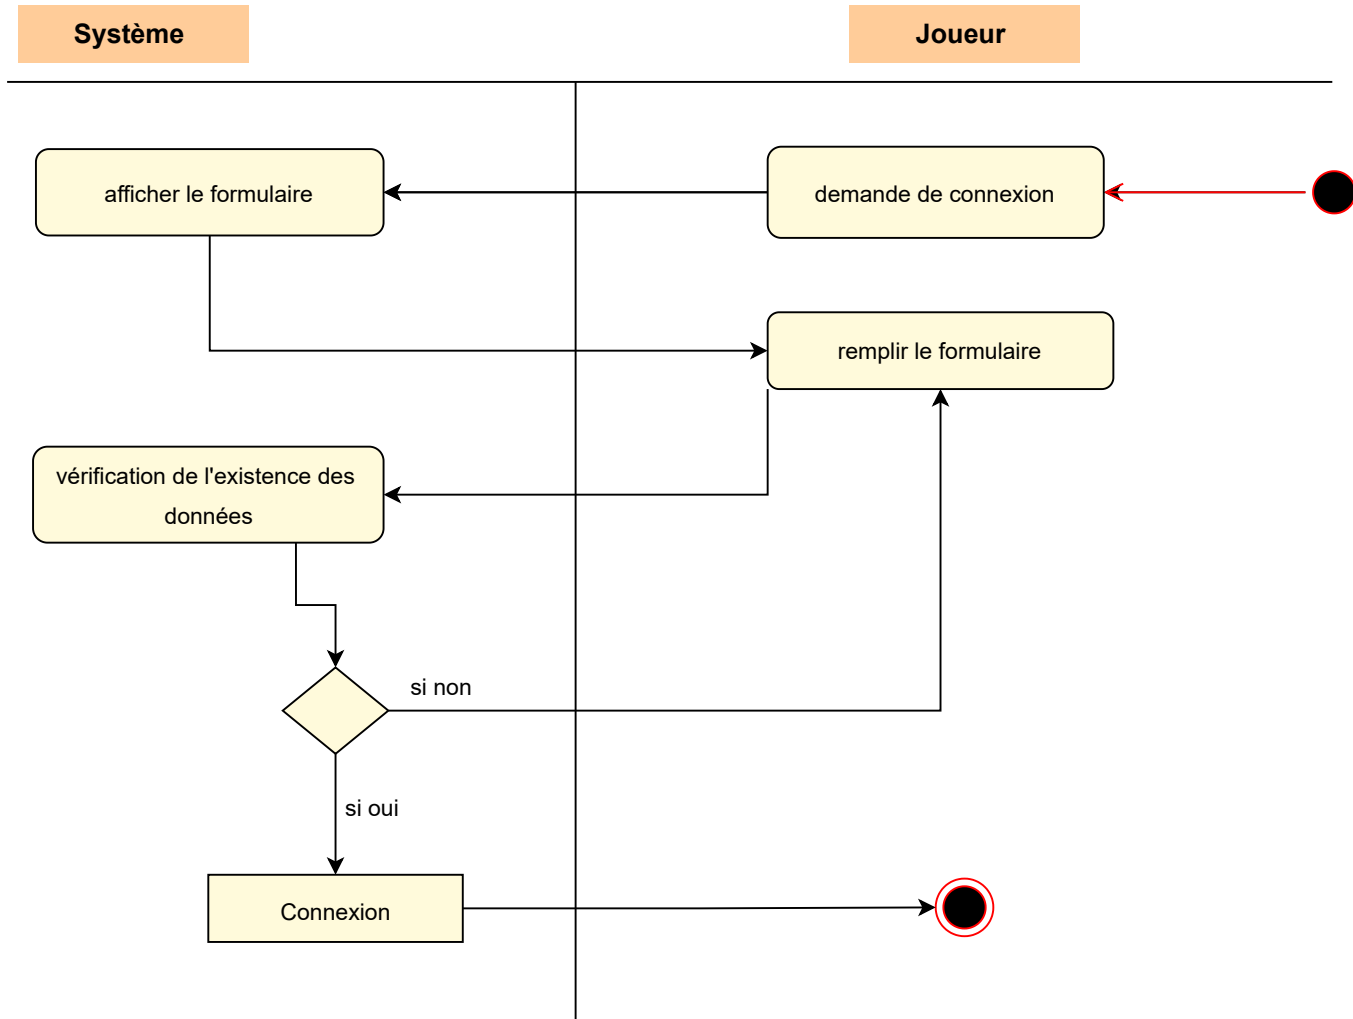 Système
Joueur
afficher le formulaire
demande de connexion
remplir le formulaire
vérification de l'existence des
données
si non
si oui
Connexion